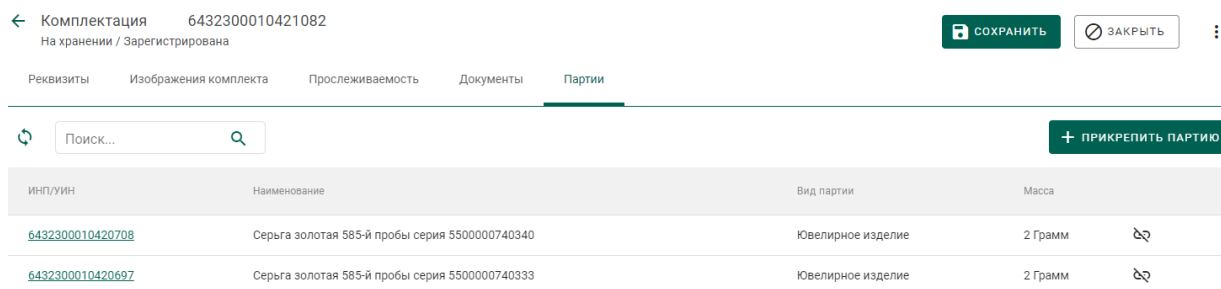 Комплектация 6432300010421082
На хранении / Зарегистрирована
СОХРАНИТЬ ЗАКРЫТЬ
Реквизиты Изображения комплекта Прослеживаемость Документы Партии
Поиск...
ПРИКРЕПИТЬ ПАРТИЮ
ИНП/УИН Наименование Вид партии Масса
6432300010420708 Серьга золотая 585-й пробы серия 5500000740340 Ювелирное изделие 2 Грамм
6432300010420697 Серьга золотая 585-й пробы серия 5500000740333 Ювелирное изделие 2 Грамм